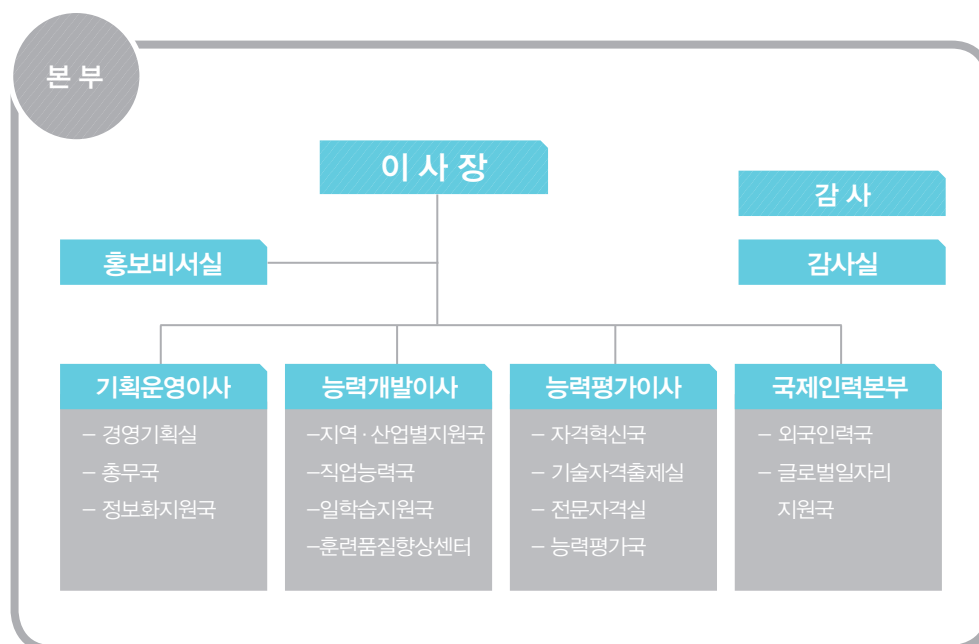 본 부
이 사 장
감 사
홍보비서실
감사실
기획운영이사
– 경영기획실
– 총무국
– 정보화지원국
능력개발이사
–지역 · 산업별지원국
–직업능력국
–일학습지원국
–훈련품질향상센터
능력평가이사
– 자격혁신국
– 기술자격출제실
– 전문자격실
– 능력평가국
국제인력본부
– 외국인력국
– 글로벌일자리
지원국